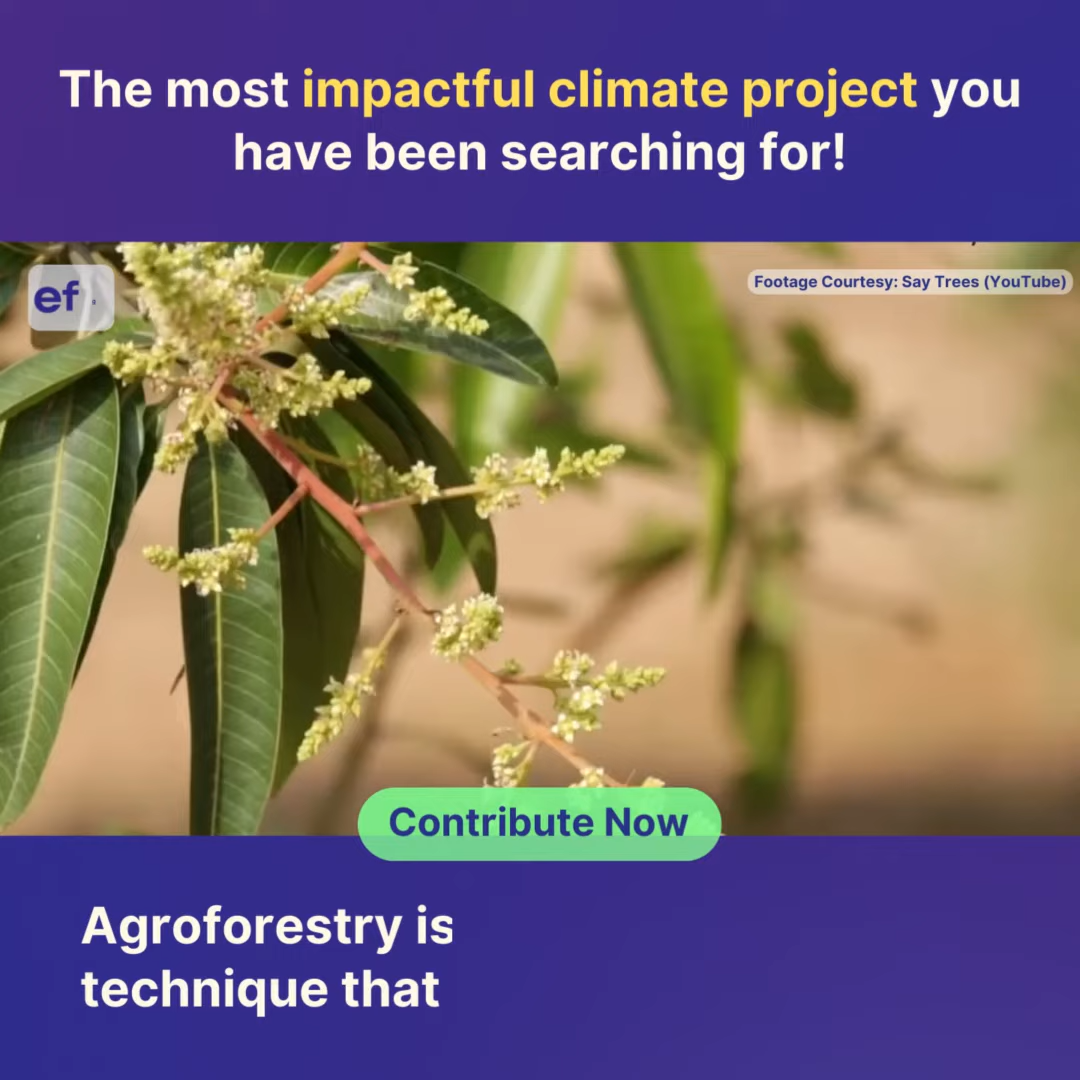 The most impactful climate project you
have been searching for!
ef
Footage Courtesy: Say Trees (YouTube)
Contribute Now
Agroforestry is
technique that